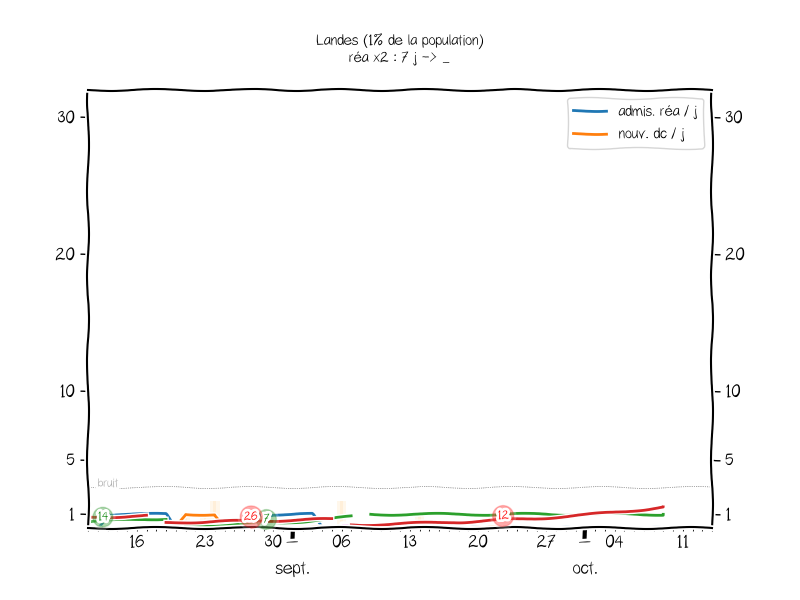 Landes (1% de la population)
réa x2 : 7 j -> _
admis. réa / j
nouv. dc / j
30
30
20
20
10
10
5
5
bruit
1
14
26
7
12
1
16 23 30 06 13 20 27 04 11
sept. oct.